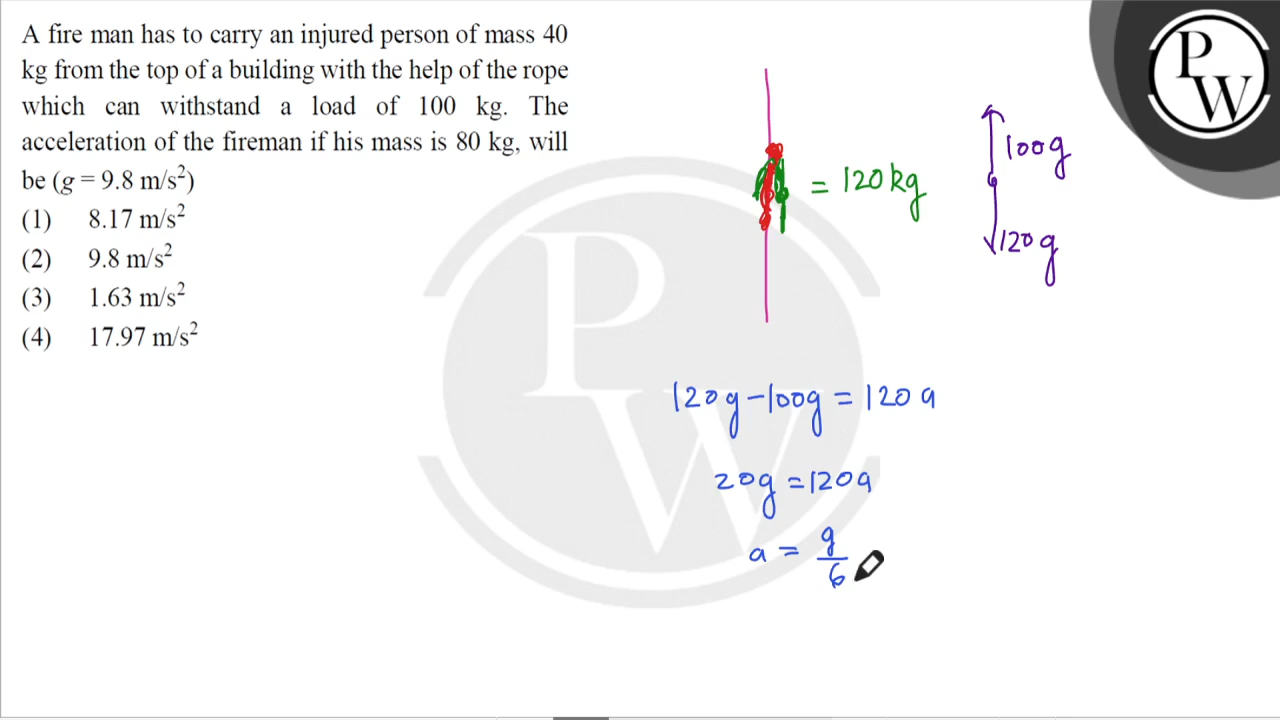 A fire man has to carry an injured person of mass 40
kg from the top of a building with the help of the rope
which can withstand a load of 100 kg. The
acceleration of the fireman if his mass is 80 kg, will
be (g = 9.8 m/s²)
(1) 8.17 m/s²
(2) 9.8 m/s²
(3) 1.63 m/s²
(4) 17.97 m/s²
= 120 kg
100g
120g
120g - 100g = 120a
20g = 120a
a = g/6
PW
PW